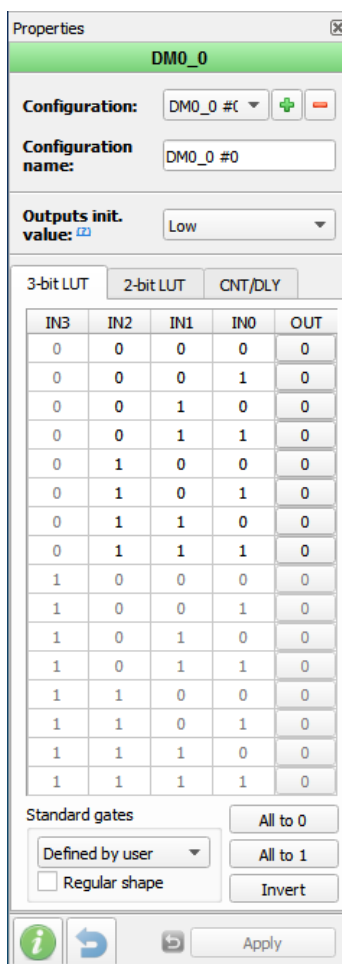 Properties
DM0_0
Configuration: DM0_0 #(
Configuration name: DM0_0 #0
Outputs init. value: [Z] Low
3-bit LUT 2-bit LUT CNT/DLY
IN3 IN2 IN1 IN0 OUT
0 0 0 0 0
0 0 0 1 0
0 0 1 0 0
0 0 1 1 0
0 1 0 0 0
0 1 0 1 0
0 1 1 0 0
0 1 1 1 0
1 0 0 0 0
1 0 0 1 0
1 0 1 0 0
1 0 1 1 0
1 1 0 0 0
1 1 0 1 0
1 1 1 0 0
1 1 1 1 0
Standard gates All to 0
Defined by user All to 1
Regular shape Invert
Apply